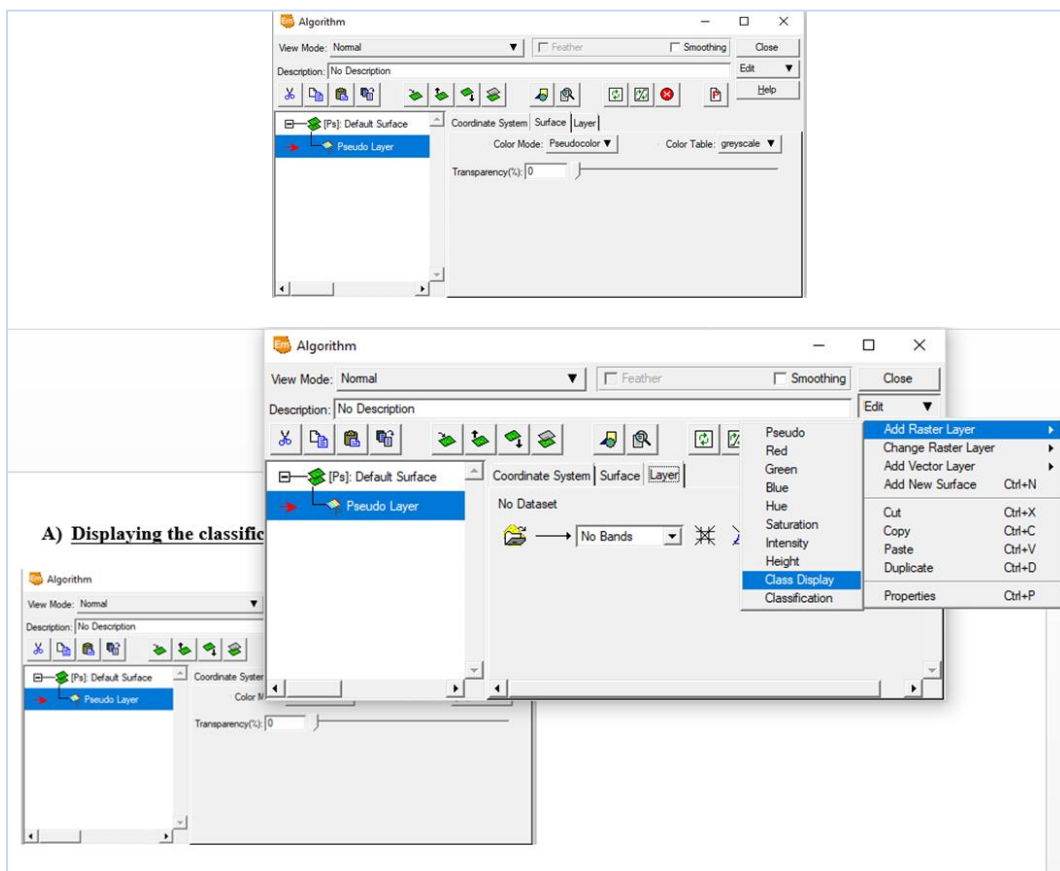 Algorithm
View Mode: Normal Feather Smoothing Close
Description: No Description Edit
Help
[Ps]: Default Surface Coordinate System Surface Layer
Pseudo Layer Color Mode: Pseudocolor Color Table: greyscale
Transparency(%): 0
Algorithm
View Mode: Normal Feather Smoothing Close
Description: No Description Edit
Pseudo Add Raster Layer
Red Change Raster Layer
Green Add Vector Layer
Blue Add New Surface Ctrl+N
[Ps]: Default Surface Coordinate System Surface Layer
Pseudo Layer No Dataset
No Bands
Hue Cut Ctrl+X
Saturation Copy Ctrl+C
Intensity Paste Ctrl+V
Height Duplicate Ctrl+D
Class Display
Classification Properties Ctrl+P
A) Displaying the classific
Algorithm
View Mode: Normal
Description: No Description
[Ps]: Default Surface Coordinate System
Pseudo Layer Color M
Transparency(%): 0